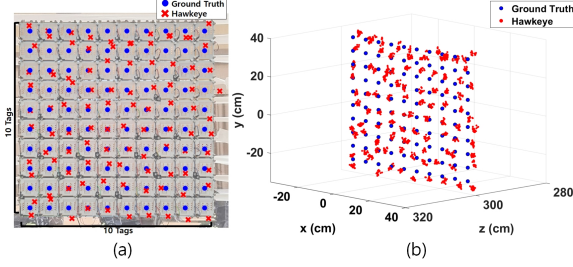 Ground Truth
Hawkeye
10 Tags
10 Tags
(a)
Ground Truth
Hawkeye
40
20
0
-20
y (cm)
-20
0
20
40
x (cm)
320
300
280
z (cm)
(b)